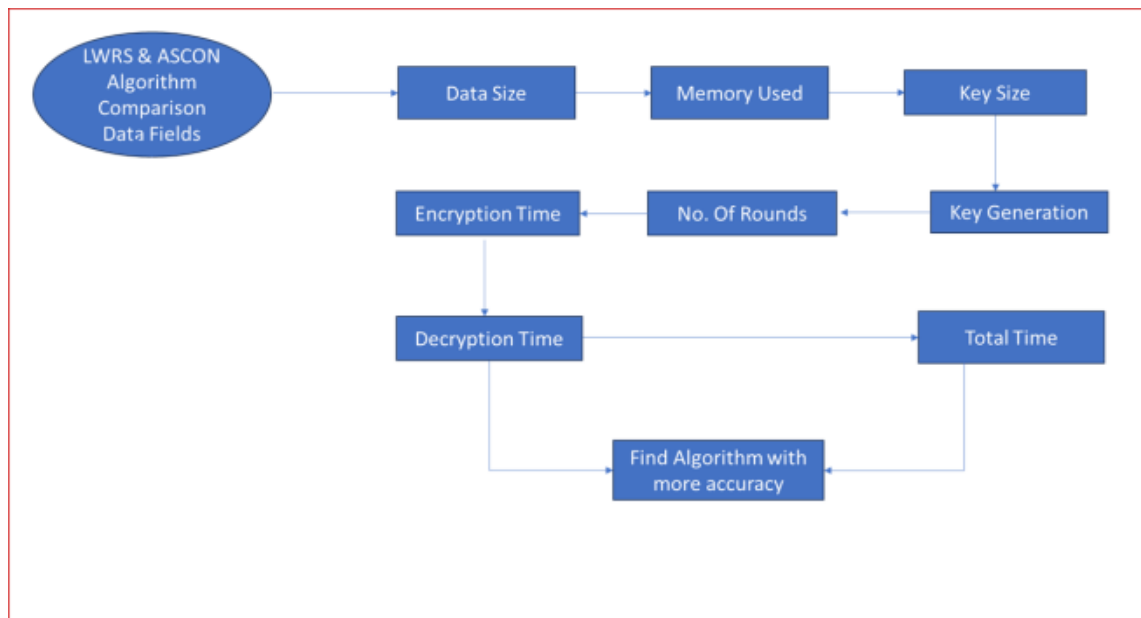 LWRS & ASCON
Algorithm
Comparison
Data Fields
Data Size
Memory Used
Key Size
Encryption Time
No. Of Rounds
Key Generation
Decryption Time
Total Time
Find Algorithm with
more accuracy